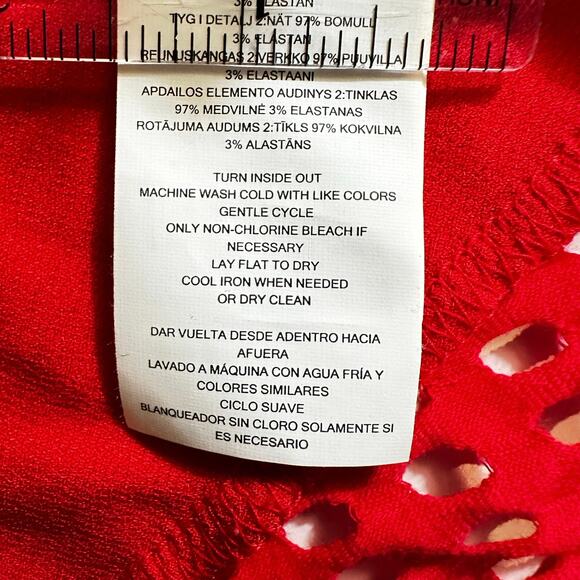 3% ELASTAN
TYG I DETALJ 2:NÄT 97% BOMULL
3% ELASTAN
REUNUSKANGAS 2:VERKKO 97% PUUVILLA
3% ELASTAANI
APDAILOS ELEMENTO AUDINYS 2:TINKLAS
97% MEDVILNĖ 3% ELASTANAS
ROTĀJUMA AUDUMS 2:TĪKLS 97% KOKVILNA
3% ALASTĀNS
TURN INSIDE OUT
MACHINE WASH COLD WITH LIKE COLORS
GENTLE CYCLE
ONLY NON-CHLORINE BLEACH IF
NECESSARY
LAY FLAT TO DRY
COOL IRON WHEN NEEDED
OR DRY CLEAN
DAR VUELTA DESDE ADENTRO HACIA
AFUERA
LAVADO A MÁQUINA CON AGUA FRÍA Y
COLORES SIMILARES
CICLO SUAVE
BLANQUEADOR SIN CLORO SOLAMENTE SI
ES NECESARIO